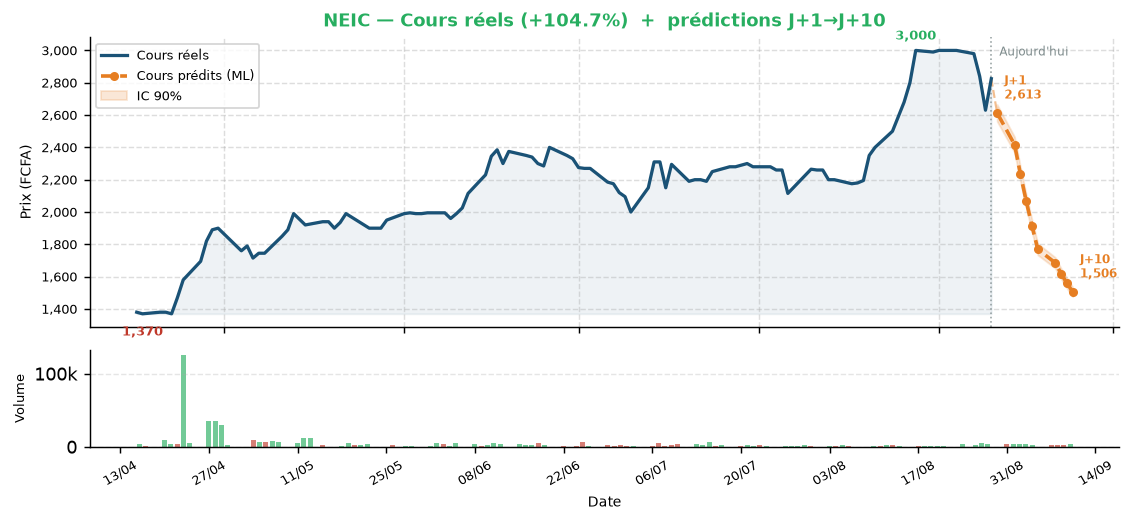 NEIC — Cours réels (+104.7%)  +  prédictions J+1→J+10
3,000
Cours réels
Cours prédits (ML)
IC 90%
Aujourd'hui
J+1
2,613
J+10
1,506
1,370
Prix (FCFA)
3,000
2,800
2,600
2,400
2,200
2,000
1,800
1,600
1,400
Volume
100k
0
13/04
27/04
11/05
25/05
08/06
22/06
06/07
20/07
03/08
17/08
31/08
14/09
Date